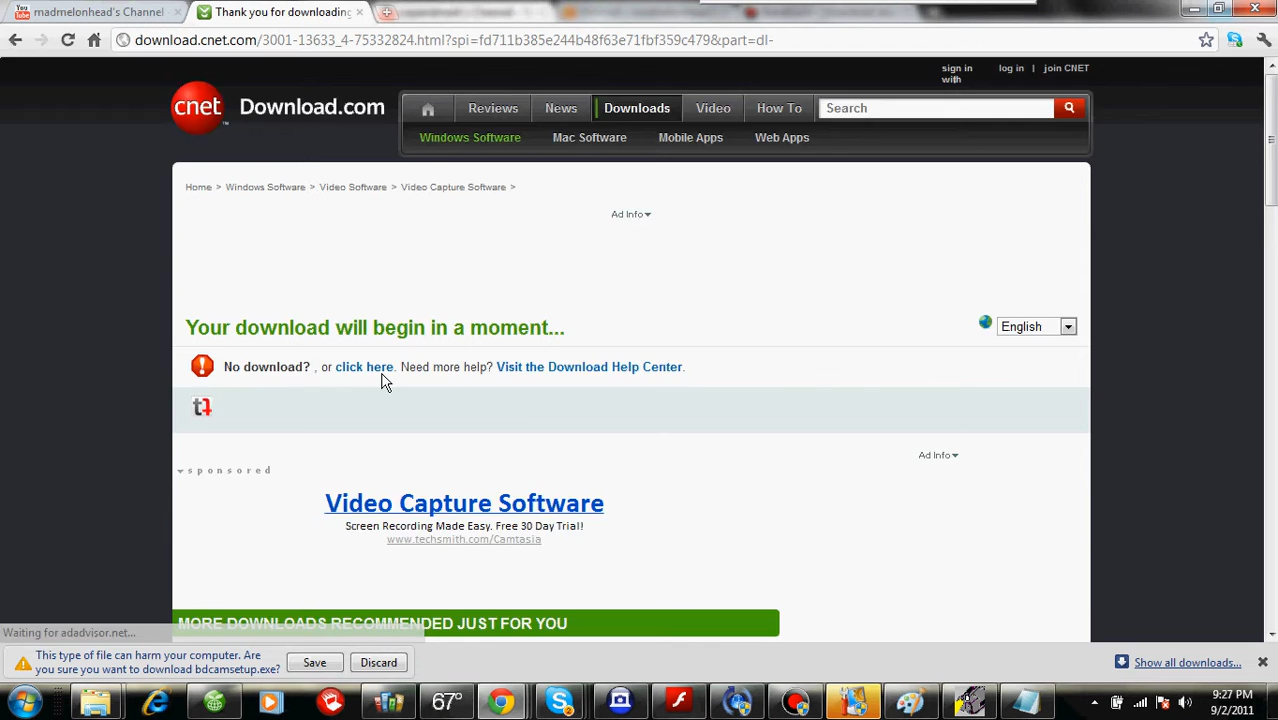 You Tube madmelonhead's Channel
Thank you for downloading
download.cnet.com/3001-13633_4-75332824.html?spi=fd711b385e244b48f63e71fbf359c479&part=dl-
sign in with
log in | join CNET
cnet Download.com
Reviews News Downloads Video How To Search
Windows Software Mac Software Mobile Apps Web Apps
Home > Windows Software > Video Software > Video Capture Software >
Ad Info
Your download will begin in a moment...
English
No download? , or click here. Need more help? Visit the Download Help Center.
Ad Info
sponsored
Video Capture Software
Screen Recording Made Easy. Free 30 Day Trial!
www.techsmith.com/Camtasia
MORE DOWNLOADS RECOMMENDED JUST FOR YOU
Waiting for adadvisor.net...
This type of file can harm your computer. Are
you sure you want to download bdcamsetup.exe?
Save Discard
Show all downloads...
67°
9:27 PM
9/2/2011